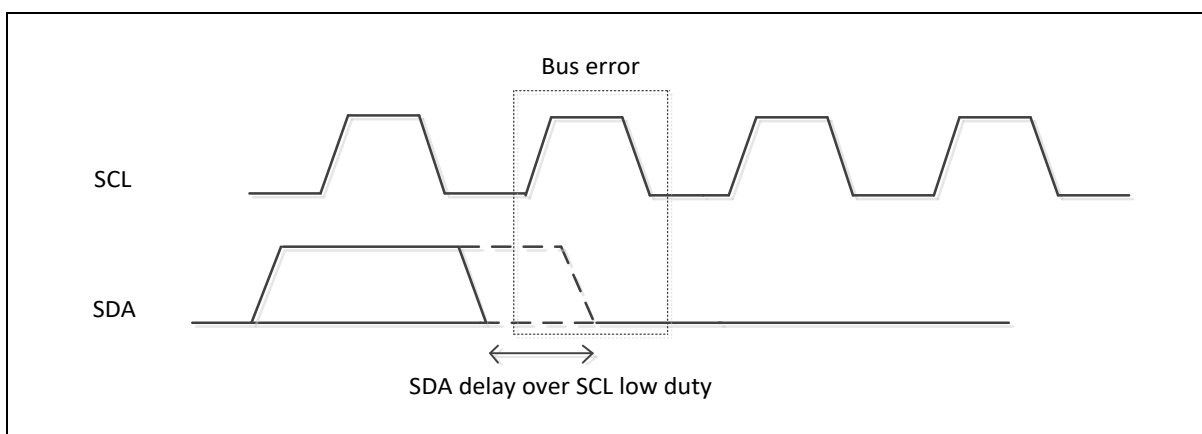 Bus error
SCL
SDA
SDA delay over SCL low duty